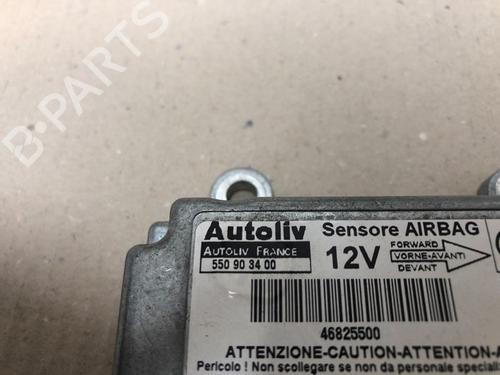 B-PARTS
Autoliv Sensore AIRBAG
AUTOLIV FRANCE
550 90 34 00
12V
FORWARD
VORNE-AVANTI
DEVANT
46825500
ATTENZIONE-CAUTION-ATTENTION-A
Pericolo ! Non scollegare se non da personale special